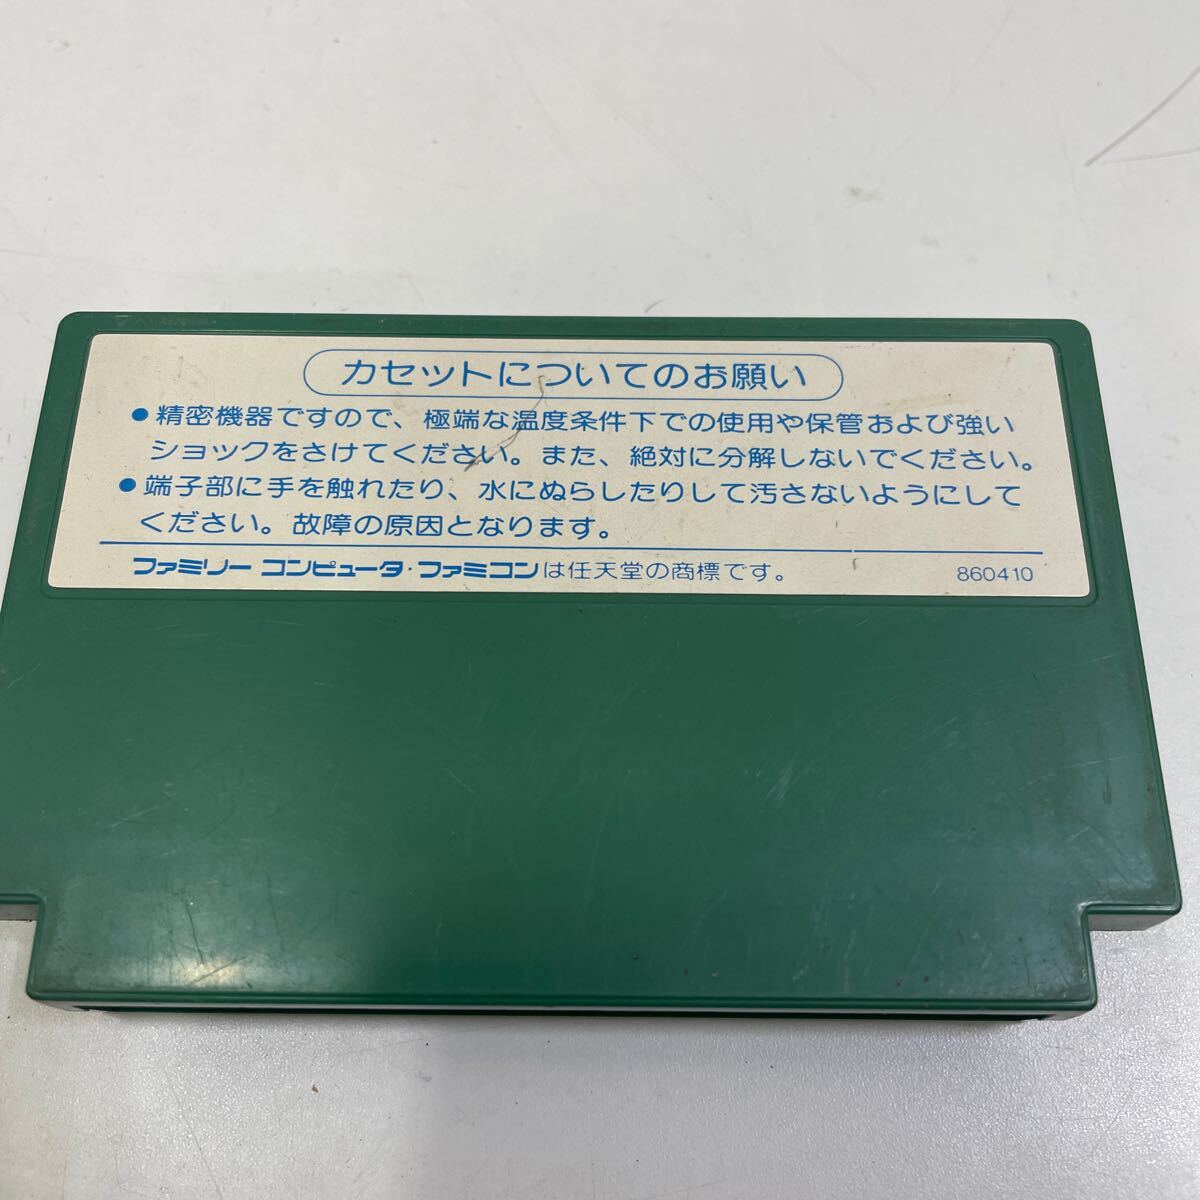 カセットについてのお願い
●精密機器ですので、極端な温度条件下での使用や保管および強い
ショックをさけてください。また、絶対に分解しないでください。
●端子部に手を触れたり、水にぬらしたりして汚さないようにして
ください。故障の原因となります。
ファミリー コンピュータ・ファミコンは任天堂の商標です。 860410